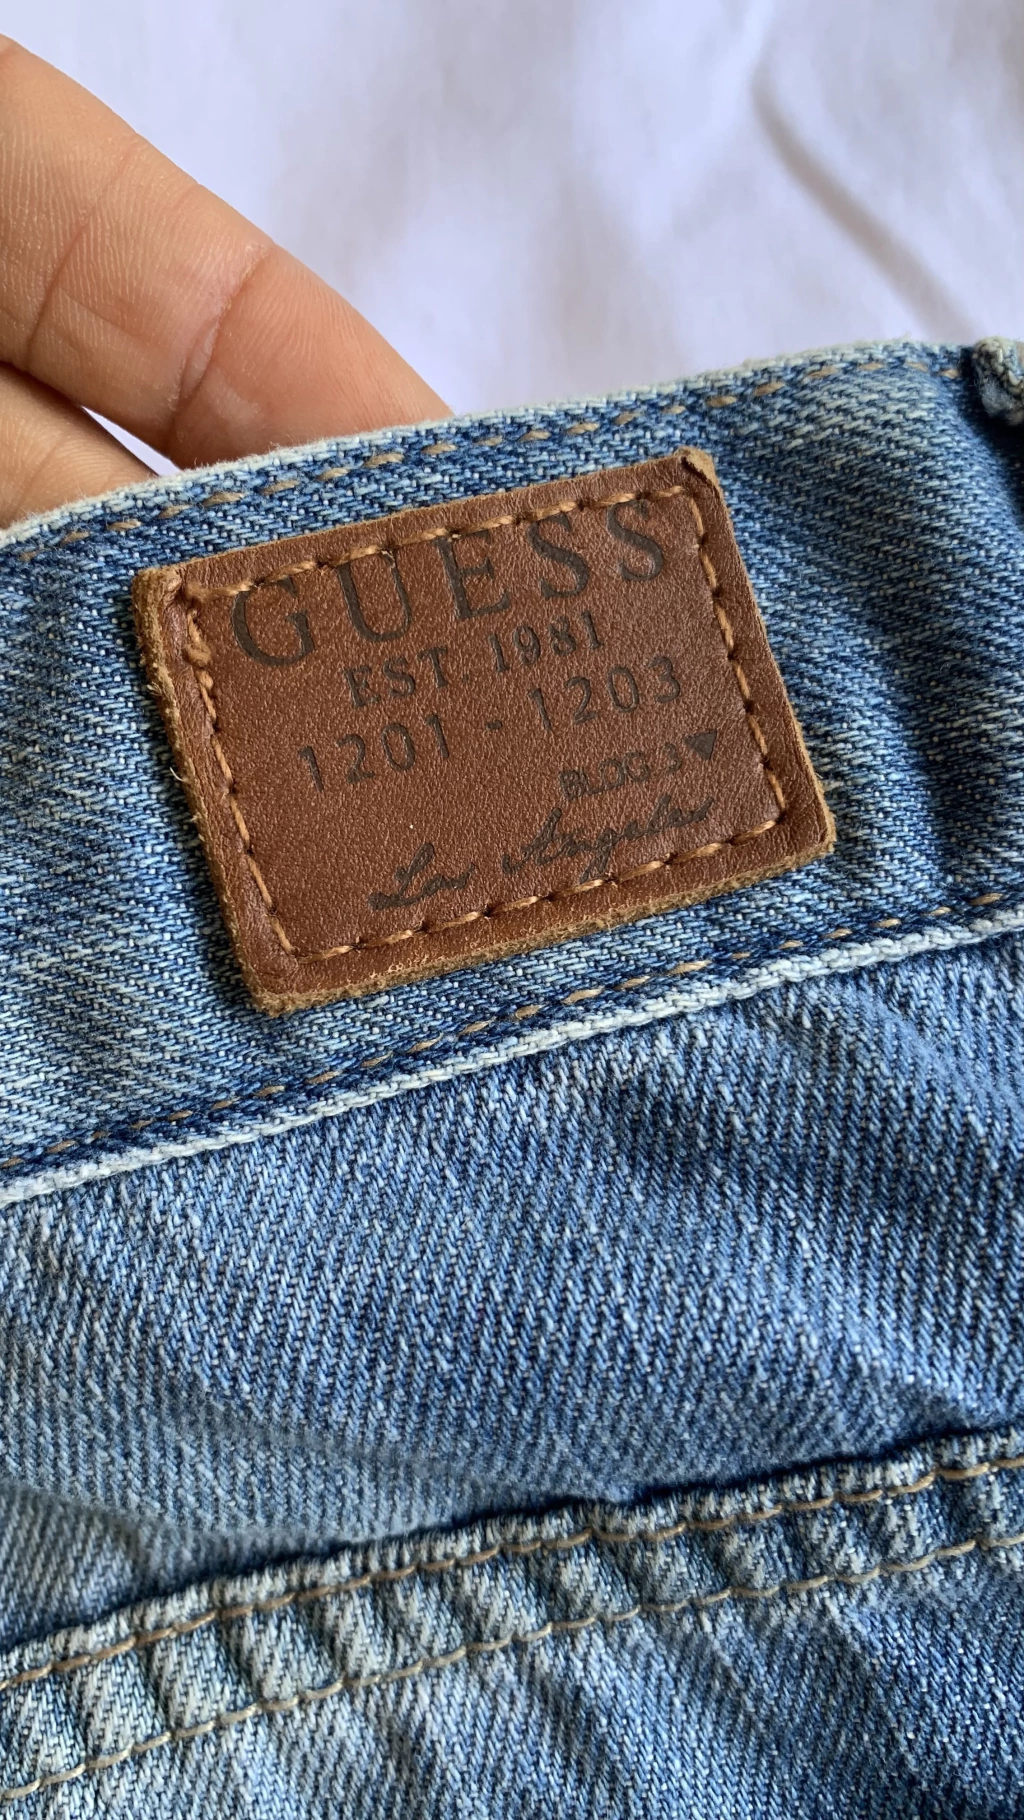 GUESS
EST. 1981
1201 - 1203
BLDG 3
Los Angeles